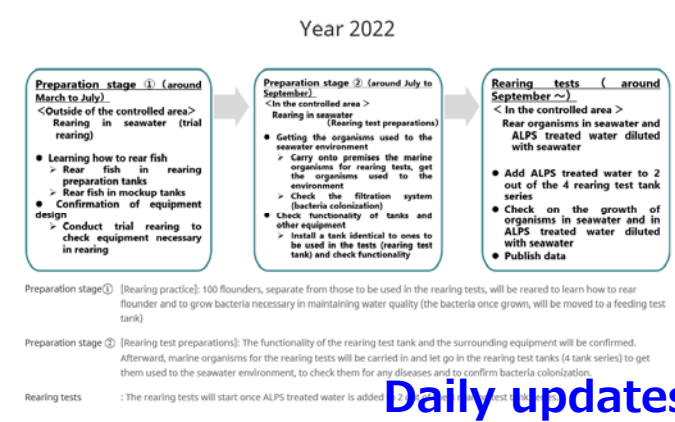 Year 2022
Preparation stage ① (around
March to July)
<Outside of the controlled area>
Rearing in seawater (trial
rearing)
● Learning how to rear fish
➢ Rear fish in rearing
preparation tanks
➢ Rear fish in mockup tanks
● Confirmation of equipment
design
➢ Conduct trial rearing to
check equipment necessary
in rearing
Preparation stage ② (around July to
September)
<In the controlled area >
Rearing in seawater
(Rearing test preparations)
● Getting the organisms used to the
seawater environment
➢ Carry onto premises the marine
organisms for rearing tests, get
the organisms used to the
environment
➢ Check the filtration system
(bacteria colonization)
● Check functionality of tanks and
other equipment
➢ Install a tank identical to ones to
be used in the tests (rearing test
tank) and check functionality
Rearing tests ( around
September ~)
< In the controlled area >
Rear organisms in seawater and
ALPS treated water diluted
with seawater
● Add ALPS treated water to 2
out of the 4 rearing test tank
series
● Check on the growth of
organisms in seawater and in
ALPS treated water diluted
with seawater
● Publish data
Preparation stage① [Rearing practice]: 100 flounders, separate from those to be used in the rearing tests, will be reared to learn how to rear
flounder and to grow bacteria necessary in maintaining water quality (the bacteria once grown, will be moved to a feeding test
tank)
Preparation stage ② [Rearing test preparations]: The functionality of the rearing test tank and the surrounding equipment will be confirmed.
Afterward, marine organisms for the rearing tests will be carried in and let go in the rearing test tanks (4 tank series) to get
them used to the seawater environment, to check them for any diseases and to confirm bacteria colonization.
Rearing tests : The rearing tests will start once ALPS treated water is added to 2 out of the 4 rearing test tank series.
Daily updates